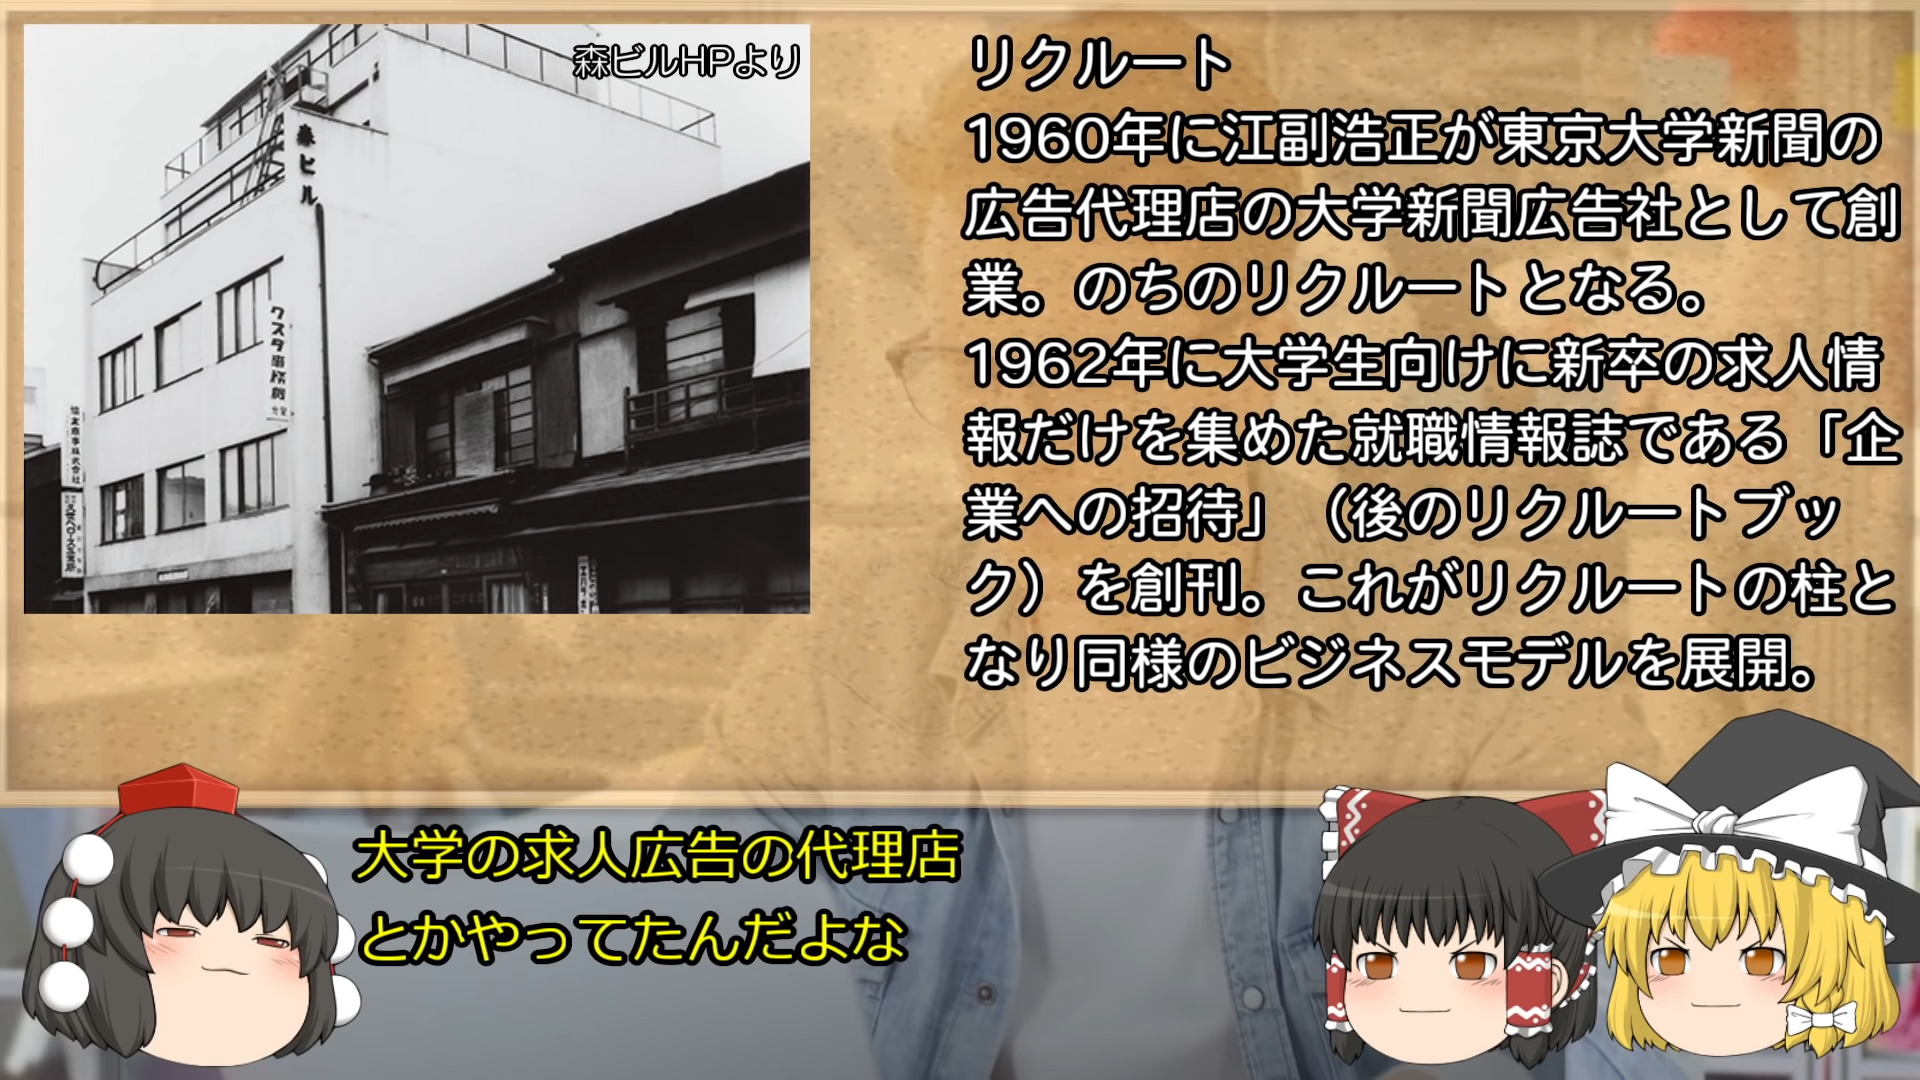 森ビルHPより
森ビル
リクルート
1960年に江副浩正が東京大学新聞の
広告代理店の大学新聞広告社として創
業。のちのリクルートとなる。
1962年に大学生向けに新卒の求人情
報だけを集めた就職情報誌である「企
業への招待」（後のリクルートブッ
ク）を創刊。これがリクルートの柱と
なり同様のビジネスモデルを展開。
大学の求人広告の代理店
とかやってたんだよな